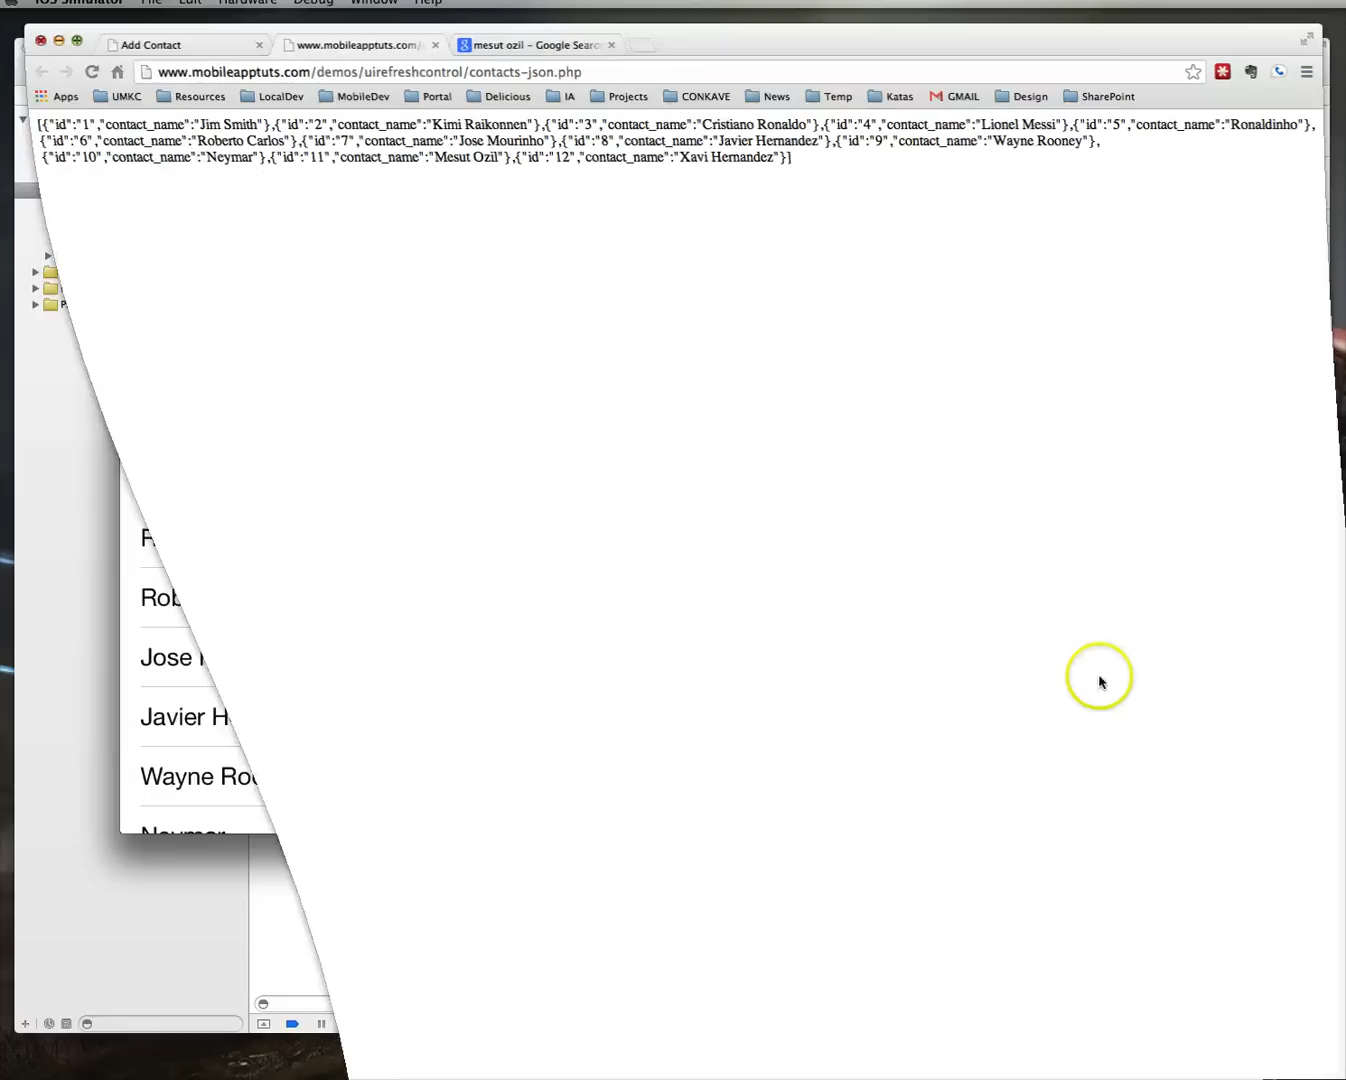 iOS Simulator File Edit Hardware Debug Window Help
Add Contact www.mobileapptuts.com/ mesut ozil - Google Sear
www.mobileapptuts.com/demos/uirefreshcontrol/contacts-json.php
Apps UMKC Resources LocalDev MobileDev Portal Delicious IA Projects CONKAVE News Temp Katas GMAIL Design SharePoint
[{"id":"1","contact_name":"Jim Smith"},{"id":"2","contact_name":"Kimi Raikonnen"},{"id":"3","contact_name":"Cristiano Ronaldo"},{"id":"4","contact_name":"Lionel Messi"},{"id":"5","contact_name":"Ronaldinho"},
{"id":"6","contact_name":"Roberto Carlos"},{"id":"7","contact_name":"Jose Mourinho"},{"id":"8","contact_name":"Javier Hernandez"},{"id":"9","contact_name":"Wayne Rooney"},
{"id":"10","contact_name":"Neymar"},{"id":"11","contact_name":"Mesut Ozil"},{"id":"12","contact_name":"Xavi Hernandez"}]
Rob
Jose
Javier H
Wayne Roo
Neymar